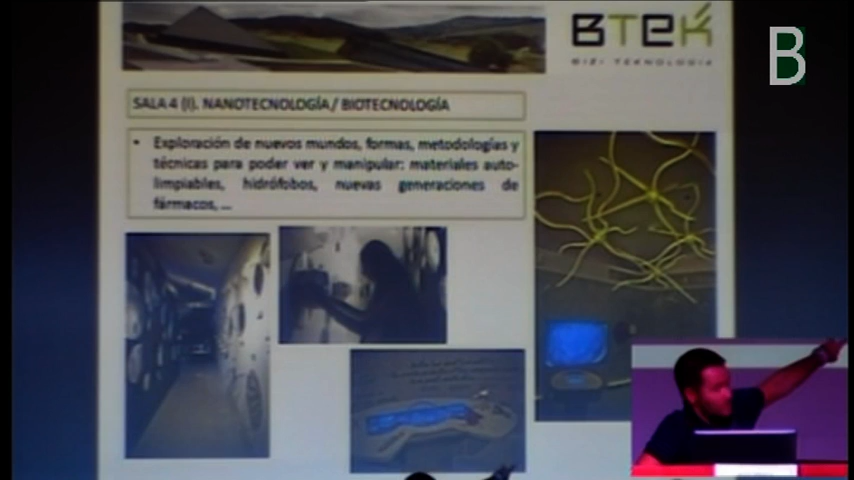 BTEK
BIZI TEKNOLOGIA
B
SALA 4 (I). NANOTECNOLOGÍA / BIOTECNOLOGÍA
• Exploración de nuevos mundos, formas, metodologías y
técnicas para poder ver y manipular: materiales auto-
limpiables, hidrófobos, nuevas generaciones de
fármacos, ...